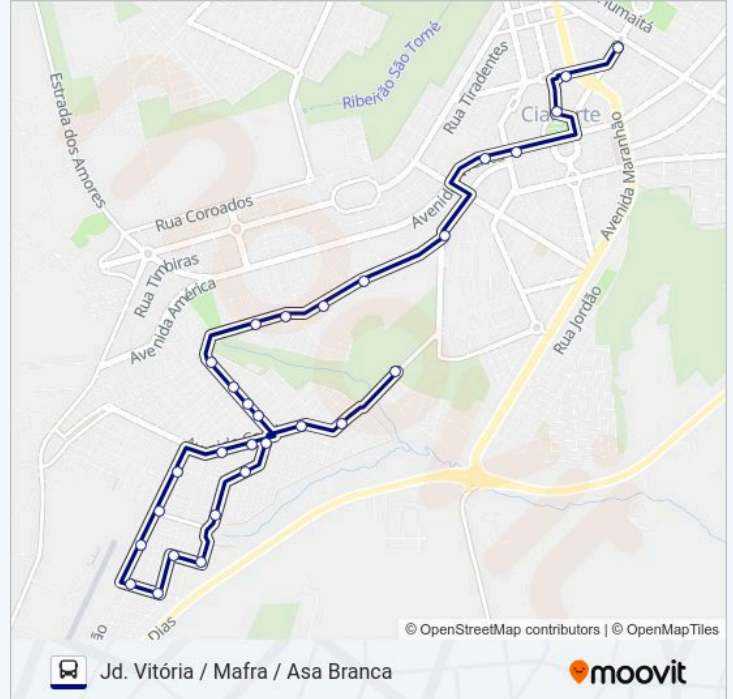 Humaitá
Ribeirão São Tomé
Rua Tiradentes
Estrada dos Amores
Avenida Maranhão
Rua Coroados
Avenida
Rua Timbiras
Avenida América
Rua Jordão
Dias
© OpenStreetMap contributors | © OpenMapTiles
Jd. Vitória / Mafra / Asa Branca
moovit